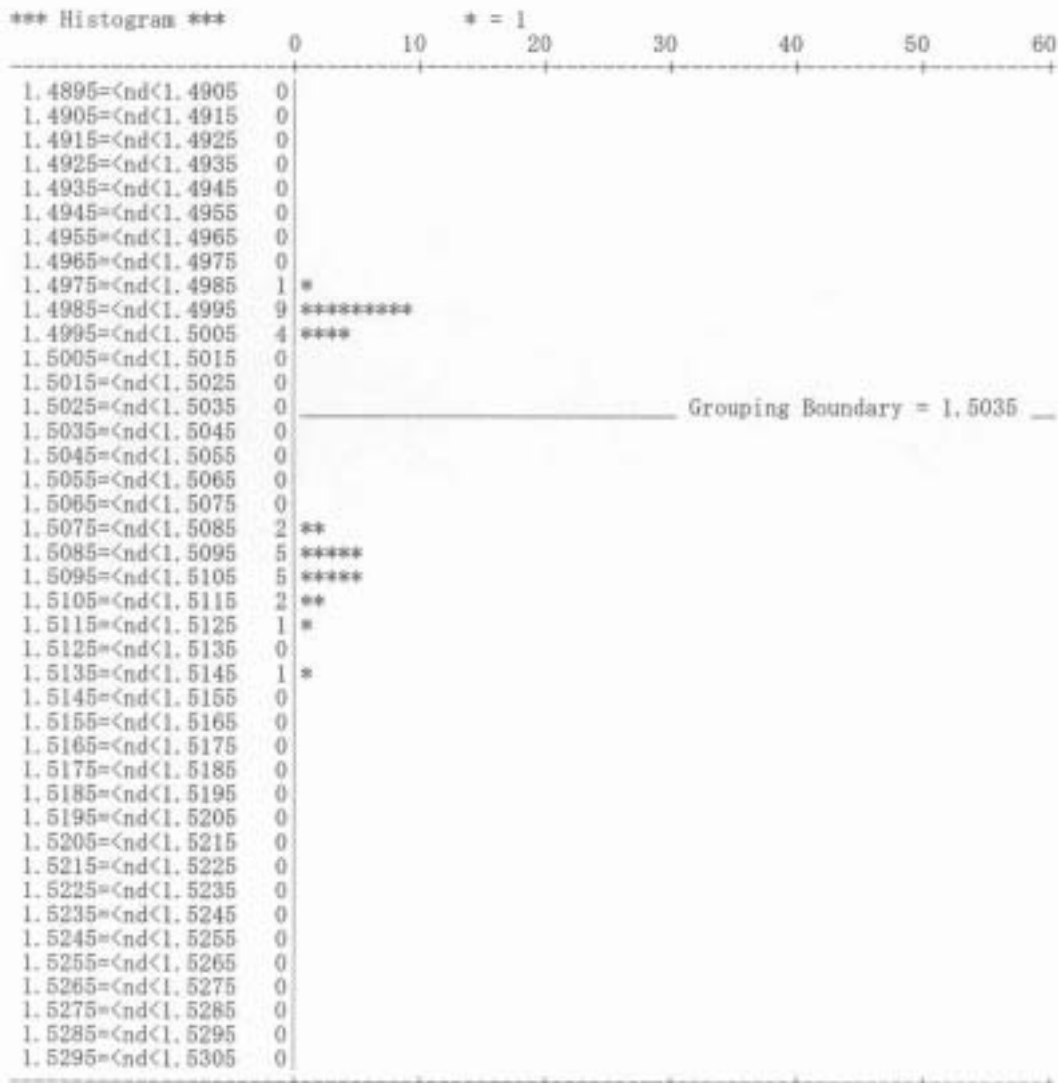 *** Histogram *** * = 1
0 10 20 30 40 50 60
1.4895=<nd<1.4905 0
1.4905=<nd<1.4915 0
1.4915=<nd<1.4925 0
1.4925=<nd<1.4935 0
1.4935=<nd<1.4945 0
1.4945=<nd<1.4955 0
1.4955=<nd<1.4965 0
1.4965=<nd<1.4975 0
1.4975=<nd<1.4985 1 *
1.4985=<nd<1.4995 9 *********
1.4995=<nd<1.5005 4 ****
1.5005=<nd<1.5015 0
1.5015=<nd<1.5025 0
1.5025=<nd<1.5035 0 Grouping Boundary = 1.5035
1.5035=<nd<1.5045 0
1.5045=<nd<1.5055 0
1.5055=<nd<1.5065 0
1.5065=<nd<1.5075 0
1.5075=<nd<1.5085 2 **
1.5085=<nd<1.5095 5 *****
1.5095=<nd<1.5105 5 *****
1.5105=<nd<1.5115 2 **
1.5115=<nd<1.5125 1 *
1.5125=<nd<1.5135 0
1.5135=<nd<1.5145 1 *
1.5145=<nd<1.5155 0
1.5155=<nd<1.5165 0
1.5165=<nd<1.5175 0
1.5175=<nd<1.5185 0
1.5185=<nd<1.5195 0
1.5195=<nd<1.5205 0
1.5205=<nd<1.5215 0
1.5215=<nd<1.5225 0
1.5225=<nd<1.5235 0
1.5235=<nd<1.5245 0
1.5245=<nd<1.5255 0
1.5255=<nd<1.5265 0
1.5265=<nd<1.5275 0
1.5275=<nd<1.5285 0
1.5285=<nd<1.5295 0
1.5295=<nd<1.5305 0